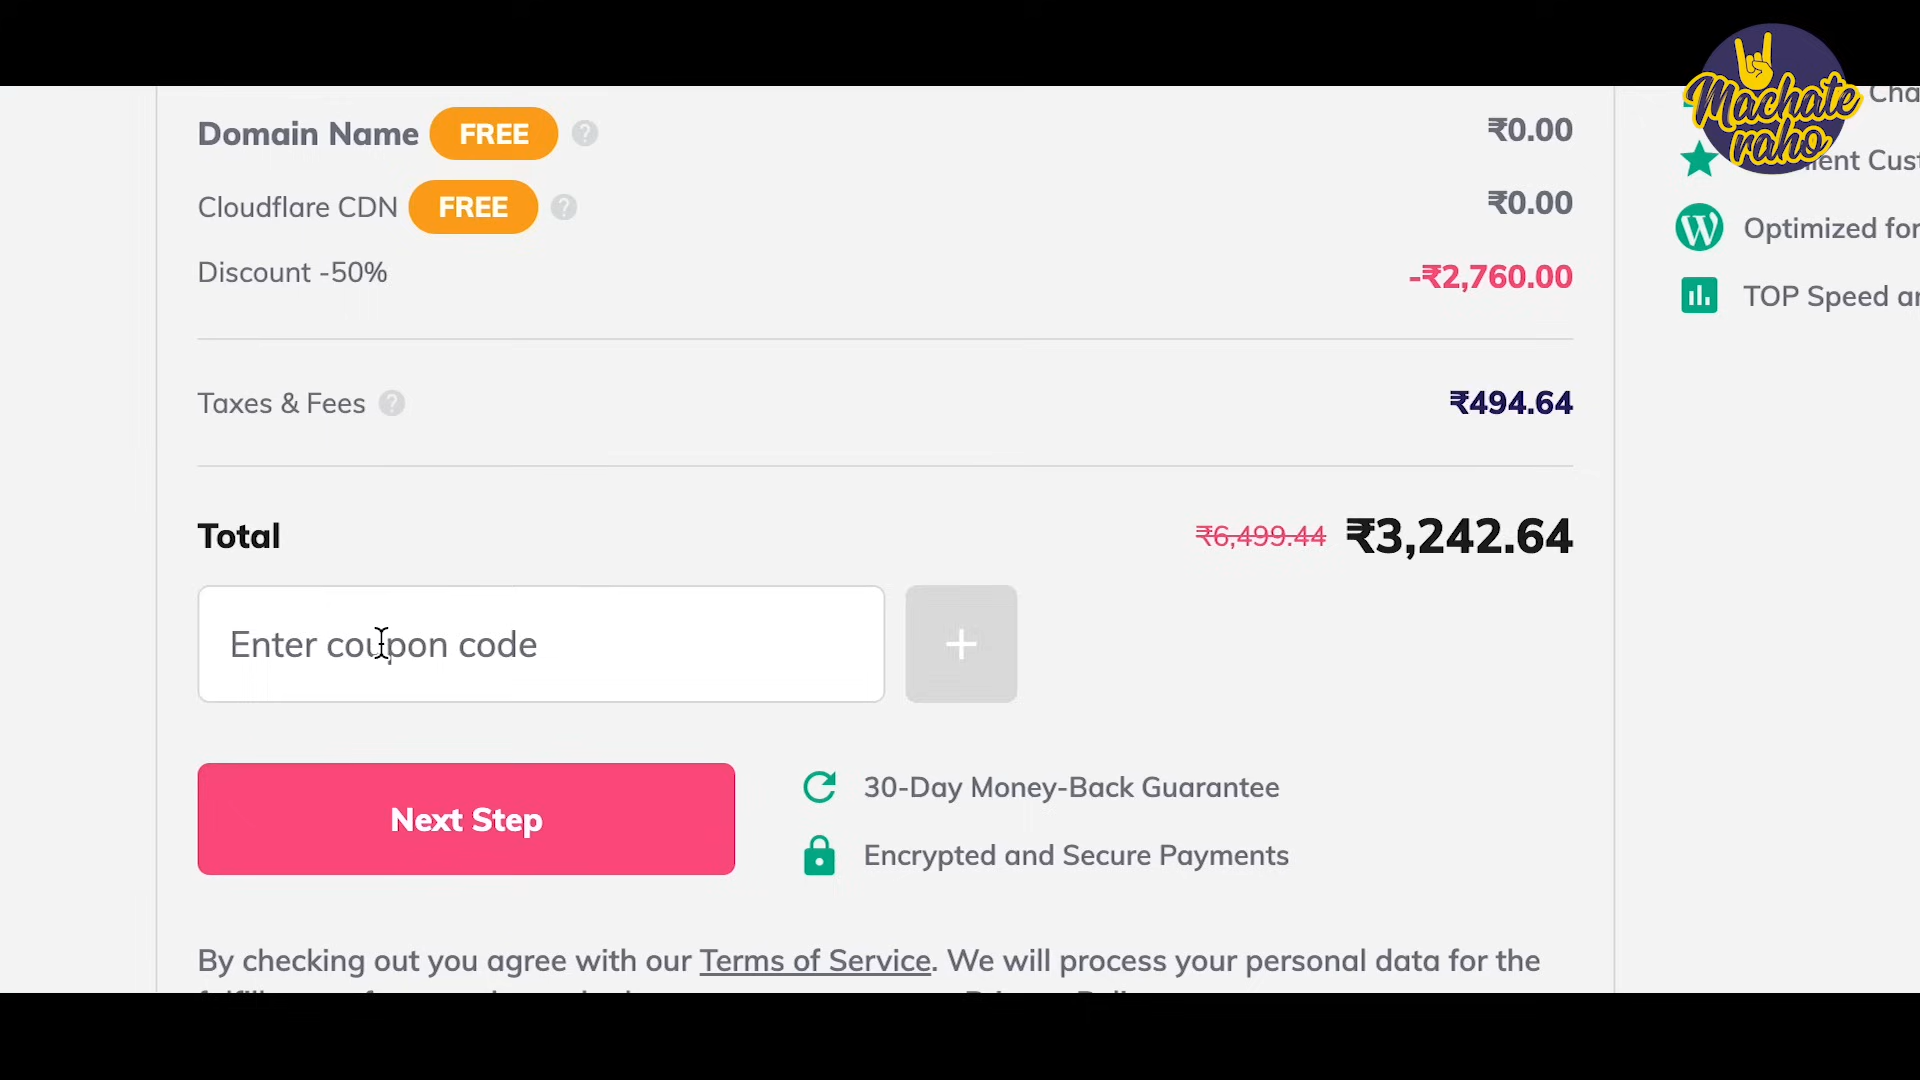 Machate
raho
Domain Name FREE ? ₹0.00
Cloudflare CDN FREE ? ₹0.00
Discount -50% -₹2,760.00
Taxes & Fees ? ₹494.64
Total ₹6,499.44 ₹3,242.64
Enter coupon code +
Next Step
30-Day Money-Back Guarantee
Encrypted and Secure Payments
By checking out you agree with our Terms of Service. We will process your personal data for the
Optimized for
TOP Speed